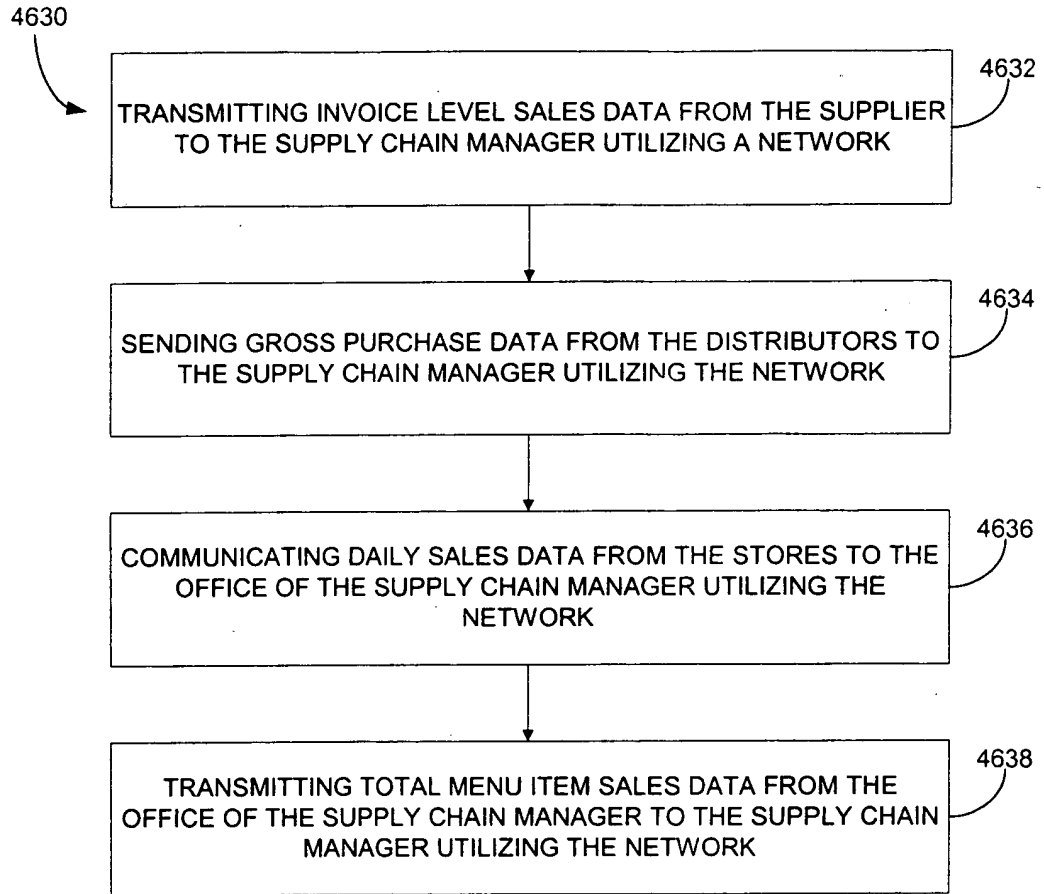 4630
4632
TRANSMITTING INVOICE LEVEL SALES DATA FROM THE SUPPLIER
TO THE SUPPLY CHAIN MANAGER UTILIZING A NETWORK
4634
SENDING GROSS PURCHASE DATA FROM THE DISTRIBUTORS TO
THE SUPPLY CHAIN MANAGER UTILIZING THE NETWORK
4636
COMMUNICATING DAILY SALES DATA FROM THE STORES TO THE
OFFICE OF THE SUPPLY CHAIN MANAGER UTILIZING THE
NETWORK
4638
TRANSMITTING TOTAL MENU ITEM SALES DATA FROM THE
OFFICE OF THE SUPPLY CHAIN MANAGER TO THE SUPPLY CHAIN
MANAGER UTILIZING THE NETWORK